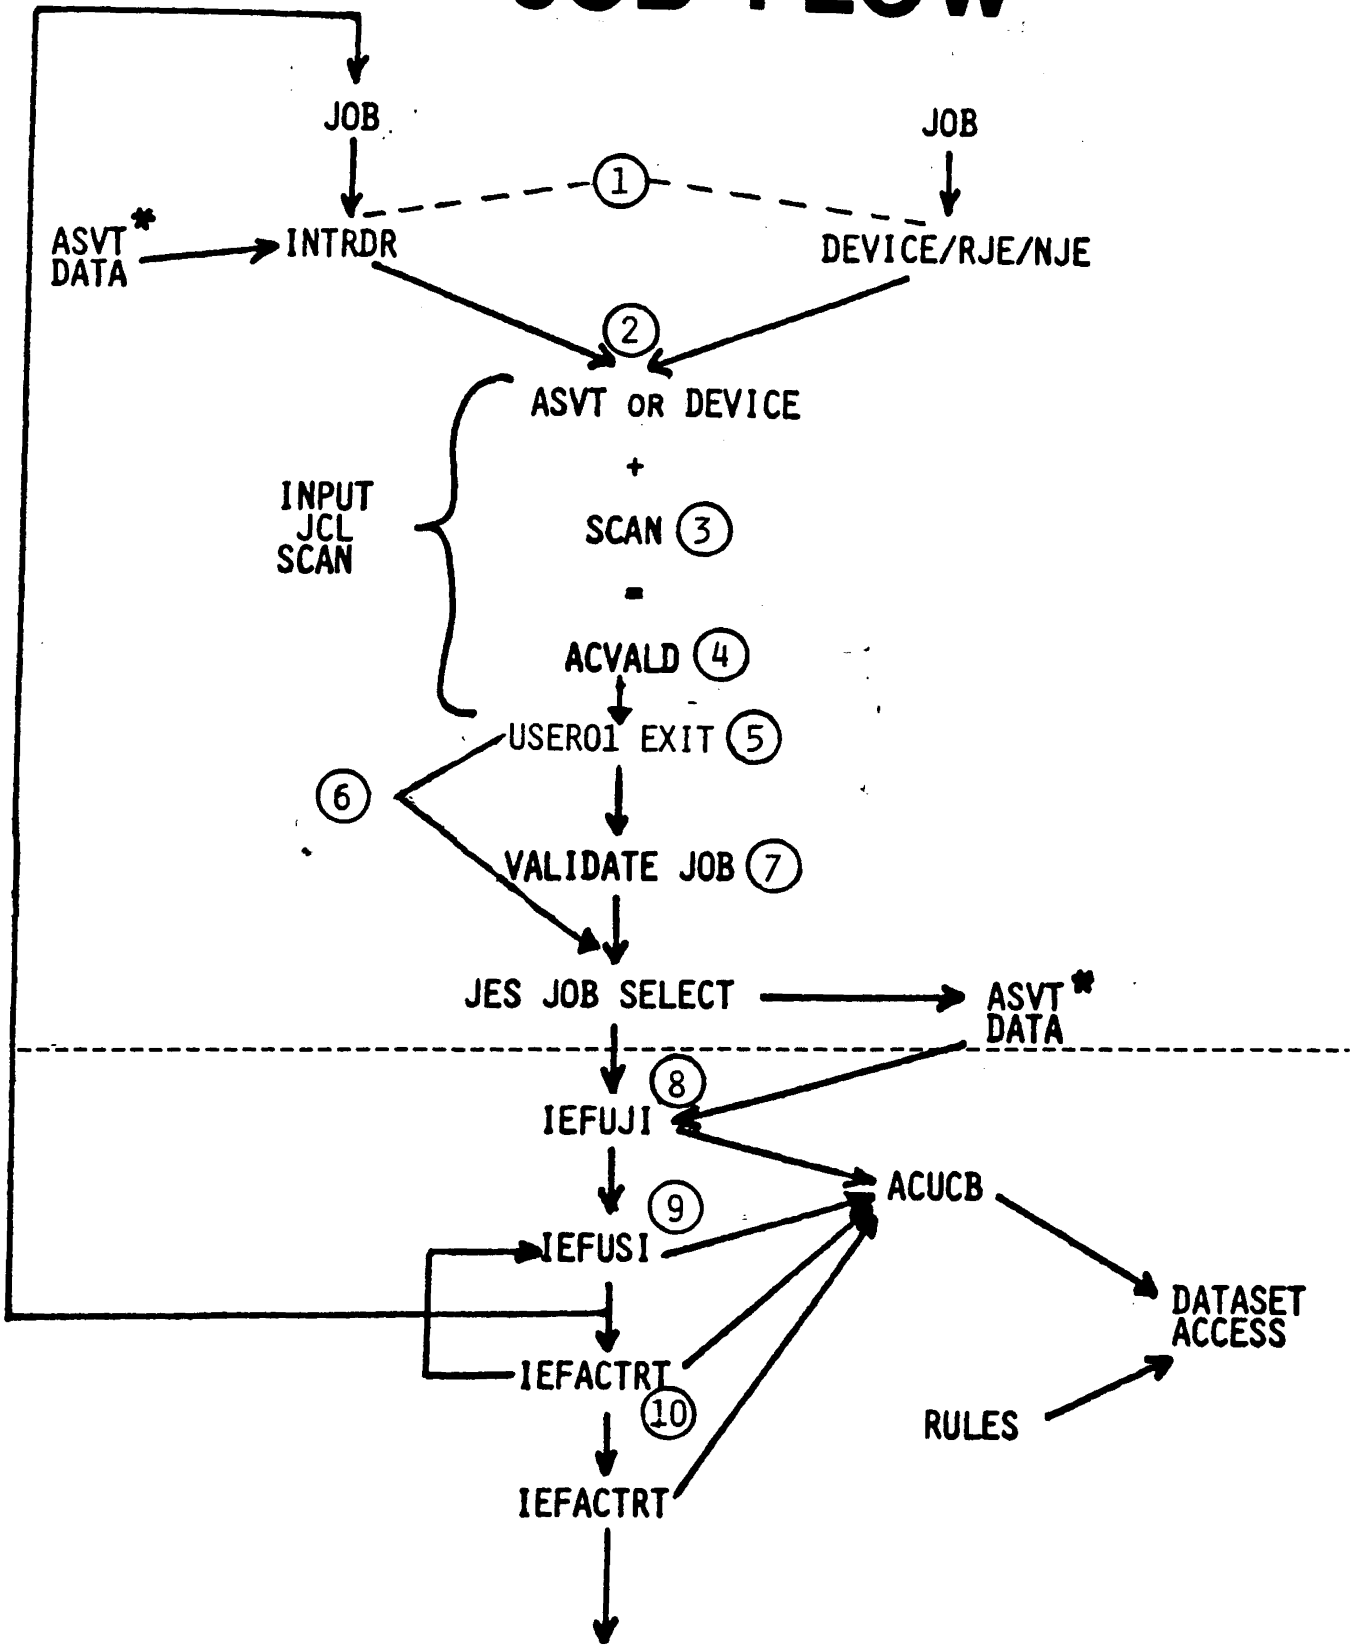 JOB FLOW
JOB
JOB
1
ASVT*
DATA
INTRDR
DEVICE/RJE/NJE
2
ASVT OR DEVICE
+
INPUT
JCL
SCAN
SCAN 3
=
ACVALD 4
USER01 EXIT 5
6
VALIDATE JOB 7
JES JOB SELECT
ASVT*
DATA
8
IEFUJI
ACUCB
9
IEFUSI
DATASET
ACCESS
IEFACTRT
10
RULES
IEFACTRT